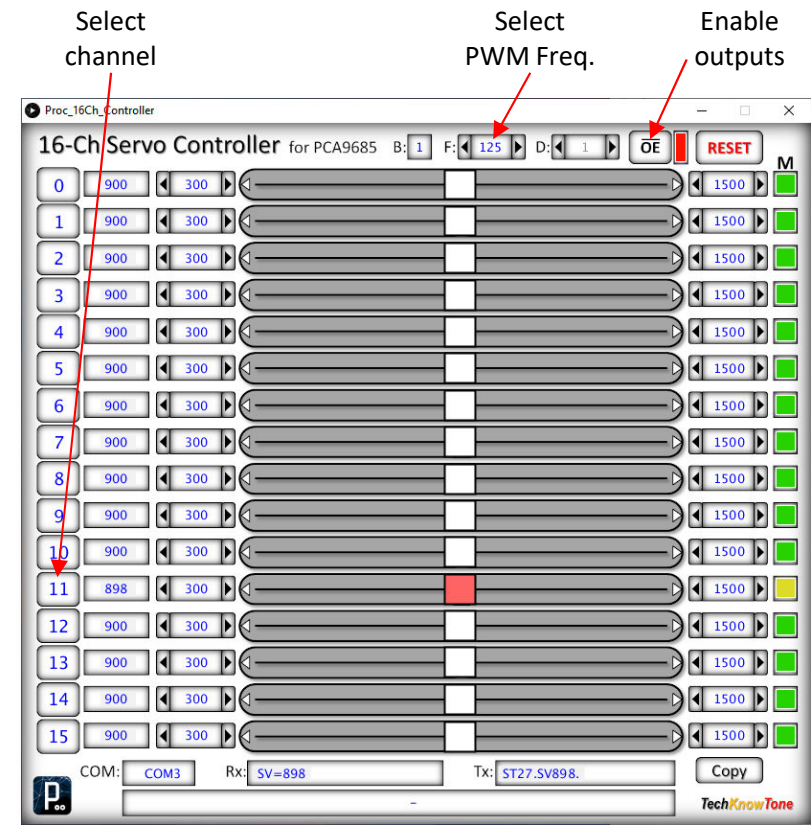 Select channel
Select PWM Freq.
Enable outputs
Proc_16Ch_Controller
16-Ch Servo Controller for PCA9685 B: 1 F: 125 D: 1 OE RESET
M
0 900 300 1500
1 900 300 1500
2 900 300 1500
3 900 300 1500
4 900 300 1500
5 900 300 1500
6 900 300 1500
7 900 300 1500
8 900 300 1500
9 900 300 1500
10 900 300 1500
11 898 300 1500
12 900 300 1500
13 900 300 1500
14 900 300 1500
15 900 300 1500
COM: COM3 Rx: SV=898 Tx: ST27.SV898. Copy
P.. – TechKnowTone